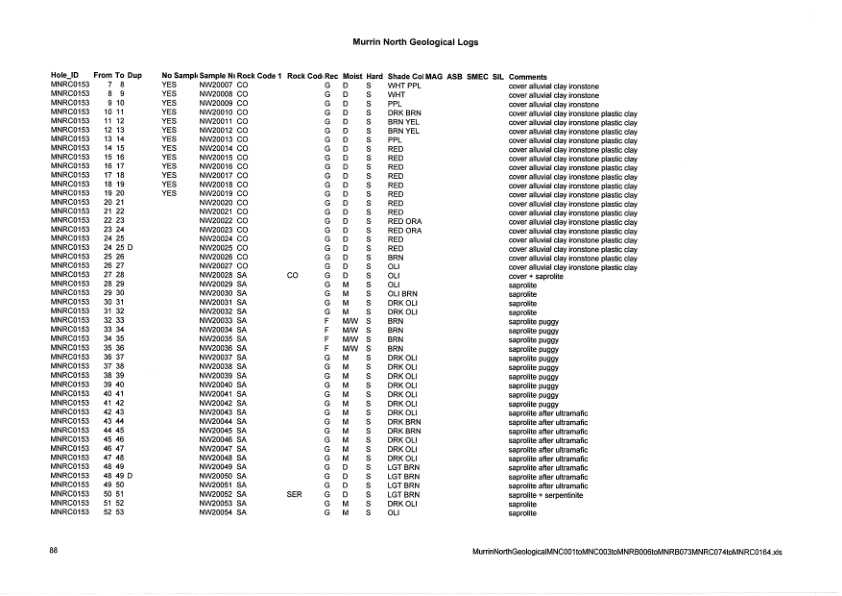 Murrin North Geological Logs
Hole_ID From To Dup No Sampl Sample N Rock Code 1 Rock Cod Rec Moist Hard Shade Col MAG ASB SMEC SIL Comments
MNRC0153 7 8 YES NW20007 CO G D S WHT PPL cover alluvial clay ironstone
MNRC0153 8 9 YES NW20008 CO G D S WHT cover alluvial clay ironstone
MNRC0153 9 10 YES NW20009 CO G D S PPL cover alluvial clay ironstone
MNRC0153 10 11 YES NW20010 CO G D S DRK BRN cover alluvial clay ironstone plastic clay
MNRC0153 11 12 YES NW20011 CO G D S BRN YEL cover alluvial clay ironstone plastic clay
MNRC0153 12 13 YES NW20012 CO G D S BRN YEL cover alluvial clay ironstone plastic clay
MNRC0153 13 14 YES NW20013 CO G D S PPL cover alluvial clay ironstone plastic clay
MNRC0153 14 15 YES NW20014 CO G D S RED cover alluvial clay ironstone plastic clay
MNRC0153 15 16 YES NW20015 CO G D S RED cover alluvial clay ironstone plastic clay
MNRC0153 16 17 YES NW20016 CO G D S RED cover alluvial clay ironstone plastic clay
MNRC0153 17 18 YES NW20017 CO G D S RED cover alluvial clay ironstone plastic clay
MNRC0153 18 19 YES NW20018 CO G D S RED cover alluvial clay ironstone plastic clay
MNRC0153 19 20 YES NW20019 CO G D S RED cover alluvial clay ironstone plastic clay
MNRC0153 20 21 NW20020 CO G D S RED cover alluvial clay ironstone plastic clay
MNRC0153 21 22 NW20021 CO G D S RED cover alluvial clay ironstone plastic clay
MNRC0153 22 23 NW20022 CO G D S RED ORA cover alluvial clay ironstone plastic clay
MNRC0153 23 24 NW20023 CO G D S RED ORA cover alluvial clay ironstone plastic clay
MNRC0153 24 25 NW20024 CO G D S RED cover alluvial clay ironstone plastic clay
MNRC0153 24 25 D NW20025 CO G D S RED cover alluvial clay ironstone plastic clay
MNRC0153 25 26 NW20026 CO G D S BRN cover alluvial clay ironstone plastic clay
MNRC0153 26 27 NW20027 CO G D S OLI cover alluvial clay ironstone plastic clay
MNRC0153 27 28 NW20028 SA CO G D S OLI cover + saprolite
MNRC0153 28 29 NW20029 SA G M S OLI saprolite
MNRC0153 29 30 NW20030 SA G M S OLI BRN saprolite
MNRC0153 30 31 NW20031 SA G M S DRK OLI saprolite
MNRC0153 31 32 NW20032 SA G M S DRK OLI saprolite
MNRC0153 32 33 NW20033 SA F M/W S BRN saprolite puggy
MNRC0153 33 34 NW20034 SA F M/W S BRN saprolite puggy
MNRC0153 34 35 NW20035 SA F M/W S BRN saprolite puggy
MNRC0153 35 36 NW20036 SA F M/W S BRN saprolite puggy
MNRC0153 36 37 NW20037 SA G M S DRK OLI saprolite puggy
MNRC0153 37 38 NW20038 SA G M S DRK OLI saprolite puggy
MNRC0153 38 39 NW20039 SA G M S DRK OLI saprolite puggy
MNRC0153 39 40 NW20040 SA G M S DRK OLI saprolite puggy
MNRC0153 40 41 NW20041 SA G M S DRK OLI saprolite puggy
MNRC0153 41 42 NW20042 SA G M S DRK OLI saprolite puggy
MNRC0153 42 43 NW20043 SA G M S DRK OLI saprolite after ultramafic
MNRC0153 43 44 NW20044 SA G M S DRK BRN saprolite after ultramafic
MNRC0153 44 45 NW20045 SA G M S DRK BRN saprolite after ultramafic
MNRC0153 45 46 NW20046 SA G M S DRK OLI saprolite after ultramafic
MNRC0153 46 47 NW20047 SA G M S DRK OLI saprolite after ultramafic
MNRC0153 47 48 NW20048 SA G M S DRK OLI saprolite after ultramafic
MNRC0153 48 49 NW20049 SA G D S LGT BRN saprolite after ultramafic
MNRC0153 48 49 D NW20050 SA G D S LGT BRN saprolite after ultramafic
MNRC0153 49 50 NW20051 SA G D S LGT BRN saprolite after ultramafic
MNRC0153 50 51 NW20052 SA SER G D S LGT BRN saprolite + serpentinite
MNRC0153 51 52 NW20053 SA G M S DRK OLI saprolite
MNRC0153 52 53 NW20054 SA G M S OLI saprolite
88 MurrinNorthGeologicalMNC001toMNC003toMNRB006toMNRB073MNRC074toMNRC0164.xls